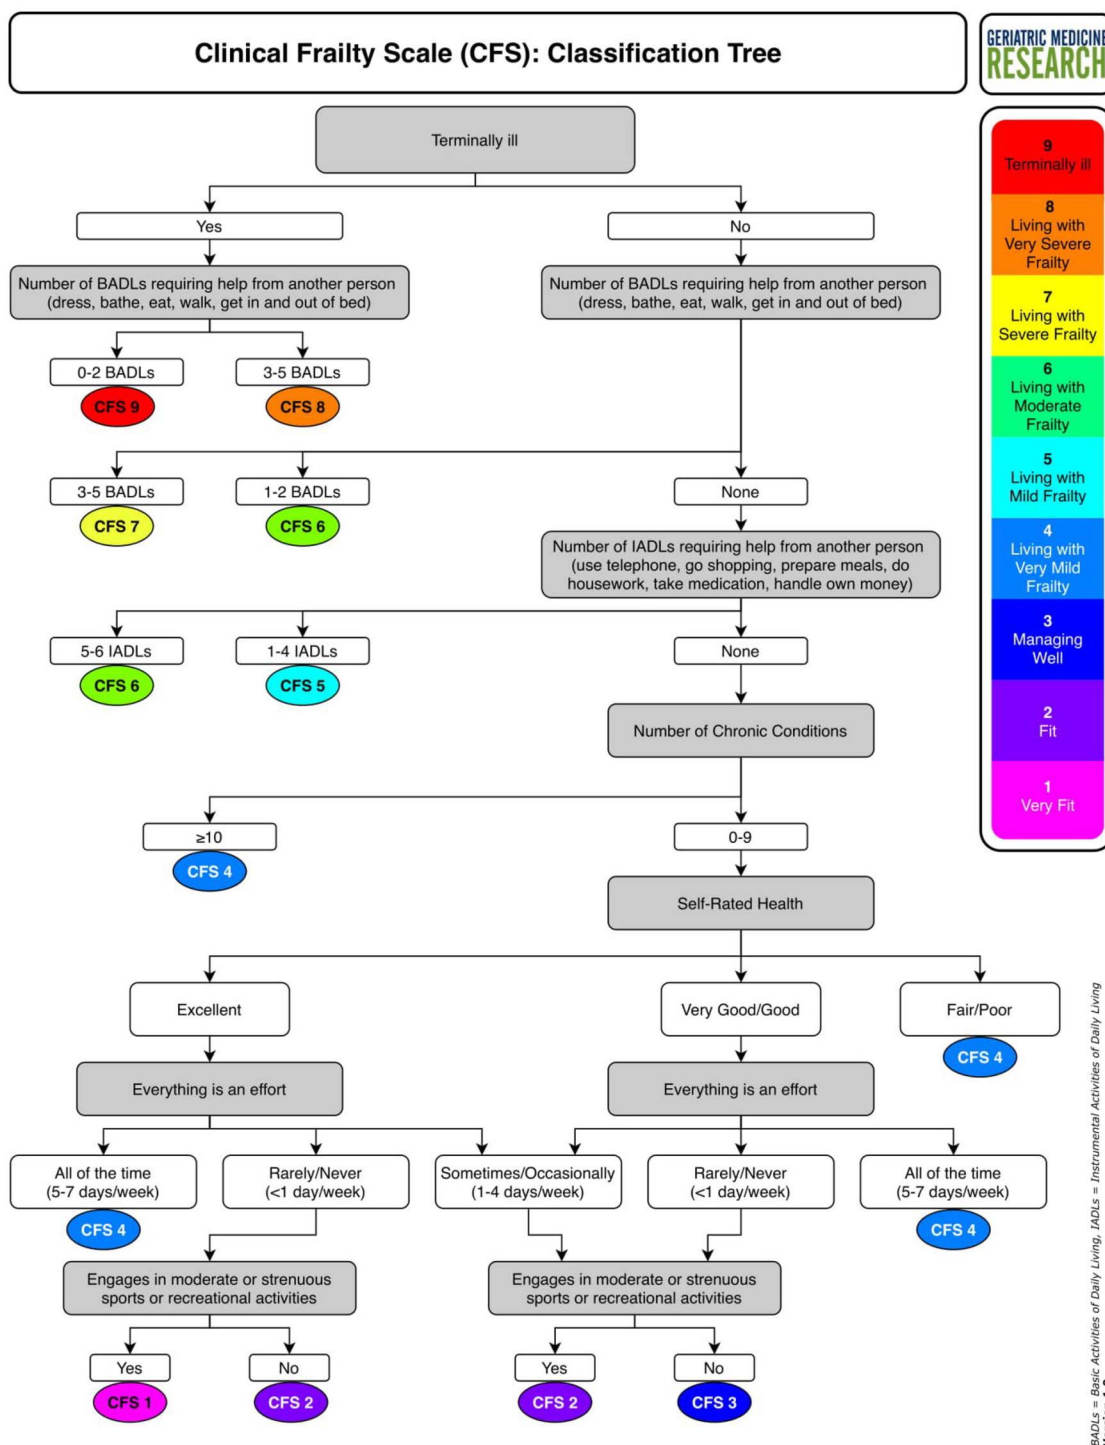 Clinical Frailty Scale (CFS): Classification Tree
GERIATRIC MEDICINE
RESEARCH
Terminally ill
Yes
No
Number of BADLs requiring help from another person
(dress, bathe, eat, walk, get in and out of bed)
Number of BADLs requiring help from another person
(dress, bathe, eat, walk, get in and out of bed)
0-2 BADLs
3-5 BADLs
CFS 9
CFS 8
3-5 BADLs
1-2 BADLs
None
CFS 7
CFS 6
Number of IADLs requiring help from another person
(use telephone, go shopping, prepare meals, do
housework, take medication, handle own money)
5-6 IADLs
1-4 IADLs
None
CFS 6
CFS 5
Number of Chronic Conditions
≥10
0-9
CFS 4
Self-Rated Health
Excellent
Very Good/Good
Fair/Poor
CFS 4
Everything is an effort
Everything is an effort
All of the time
(5-7 days/week)
Rarely/Never
(<1 day/week)
Sometimes/Occasionally
(1-4 days/week)
Rarely/Never
(<1 day/week)
All of the time
(5-7 days/week)
CFS 4
CFS 4
Engages in moderate or strenuous
sports or recreational activities
Engages in moderate or strenuous
sports or recreational activities
Yes
No
Yes
No
CFS 1
CFS 2
CFS 2
CFS 3
9
Terminally ill
8
Living with
Very Severe
Frailty
7
Living with
Severe Frailty
6
Living with
Moderate
Frailty
5
Living with
Mild Frailty
4
Living with
Very Mild
Frailty
3
Managing
Well
2
Fit
1
Very Fit
BADLs = Basic Activities of Daily Living, IADLs = Instrumental Activities of Daily Living